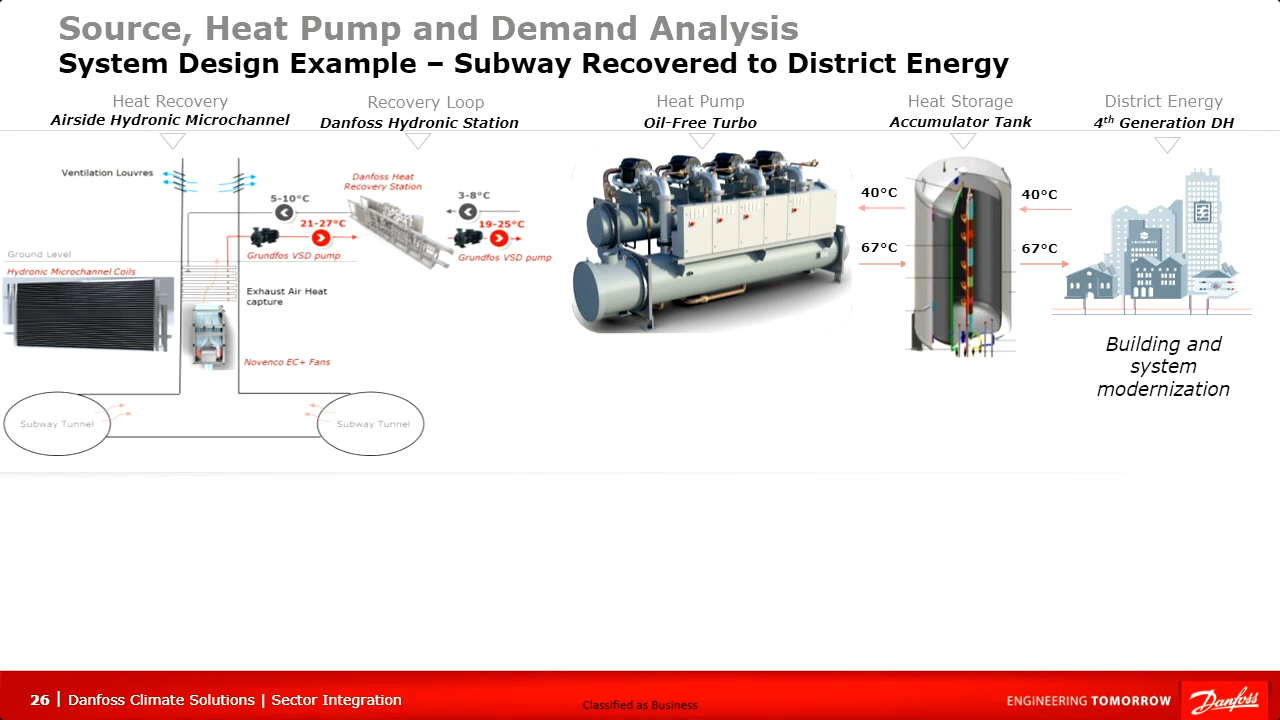 Source, Heat Pump and Demand Analysis
System Design Example – Subway Recovered to District Energy
Heat Recovery
Airside Hydronic Microchannel
Recovery Loop
Danfoss Hydronic Station
Heat Pump
Oil-Free Turbo
Heat Storage
Accumulator Tank
District Energy
4th Generation DH
Ventilation Louvres
5-10°C
21-27°C
Grundfos VSD pump
Danfoss Heat
Recovery Station
3-8°C
19-25°C
Grundfos VSD pump
Ground Level
Hydronic Microchannel Coils
Exhaust Air Heat
capture
Novenco EC+ Fans
Subway Tunnel
Subway Tunnel
40°C
67°C
40°C
67°C
Building and
system
modernization
26 | Danfoss Climate Solutions | Sector Integration
Classified as Business
ENGINEERING TOMORROW
Danfoss